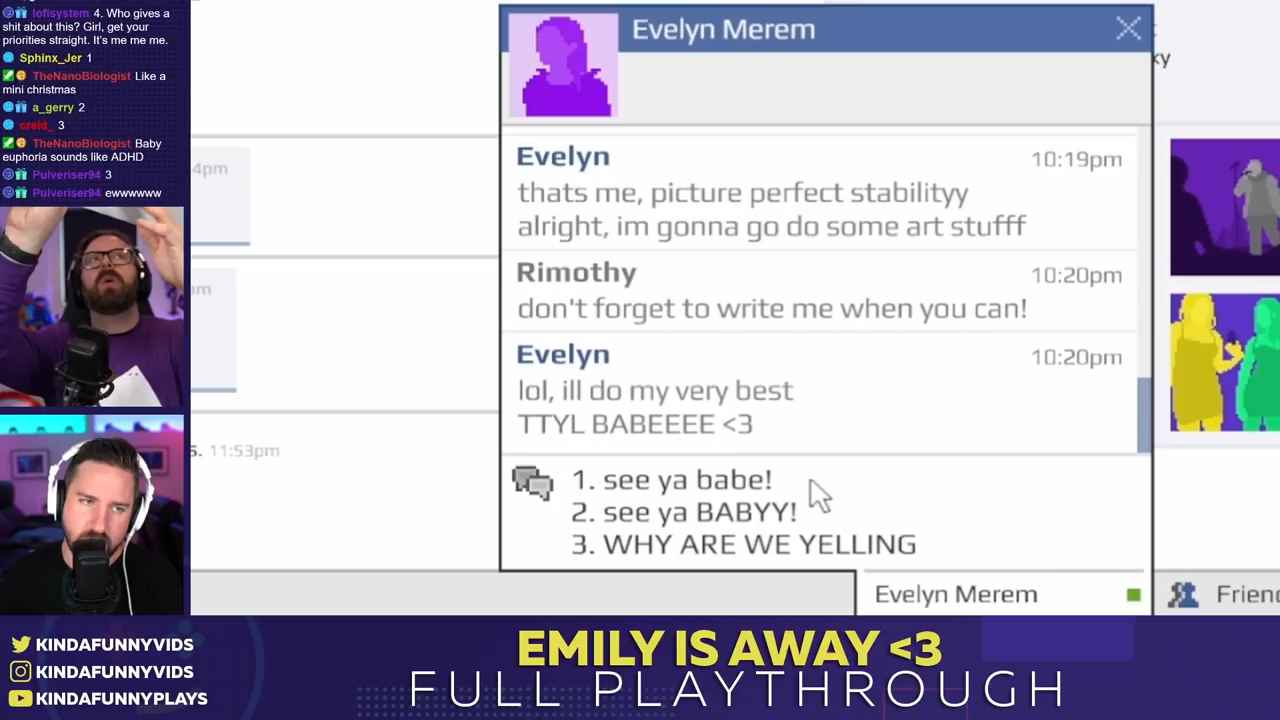 lofisystem 4. Who gives a
shit about this? Girl, get your
priorities straight. It's me me me.
Sphinx_Jer 1
TheNanoBiologist Like a
mini christmas
a_gerry 2
creid_ 3
TheNanoBiologist Baby
euphoria sounds like ADHD
Pulveriser94 3
Pulveriser94 ewwwwww
4pm
11:53pm
Evelyn Merem
Evelyn 10:19pm
thats me, picture perfect stabilityy
alright, im gonna go do some art stufff
Rimothy 10:20pm
don't forget to write me when you can!
Evelyn 10:20pm
lol, ill do my very best
TTYL BABEEEE <3
1. see ya babe!
2. see ya BABYY!
3. WHY ARE WE YELLING
Evelyn Merem
Frien
KINDAFUNNYVIDS
KINDAFUNNYVIDS
KINDAFUNNYPLAYS
EMILY IS AWAY <3
FULL PLAYTHROUGH